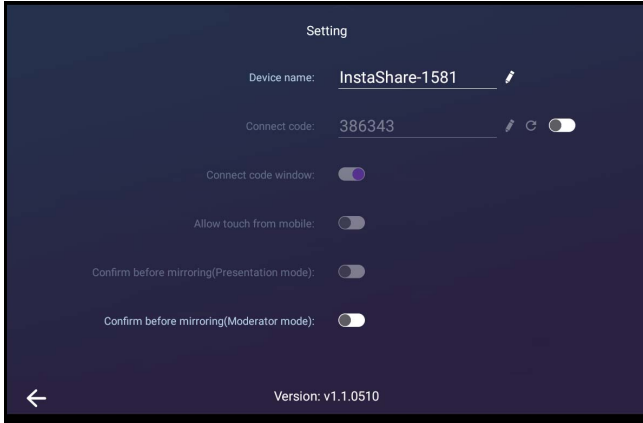 Setting
Device name: InstaShare-1581
Connect code: 386343
Connect code window:
Allow touch from mobile:
Confirm before mirroring(Presentation mode):
Confirm before mirroring(Moderator mode):
Version: v1.1.0510